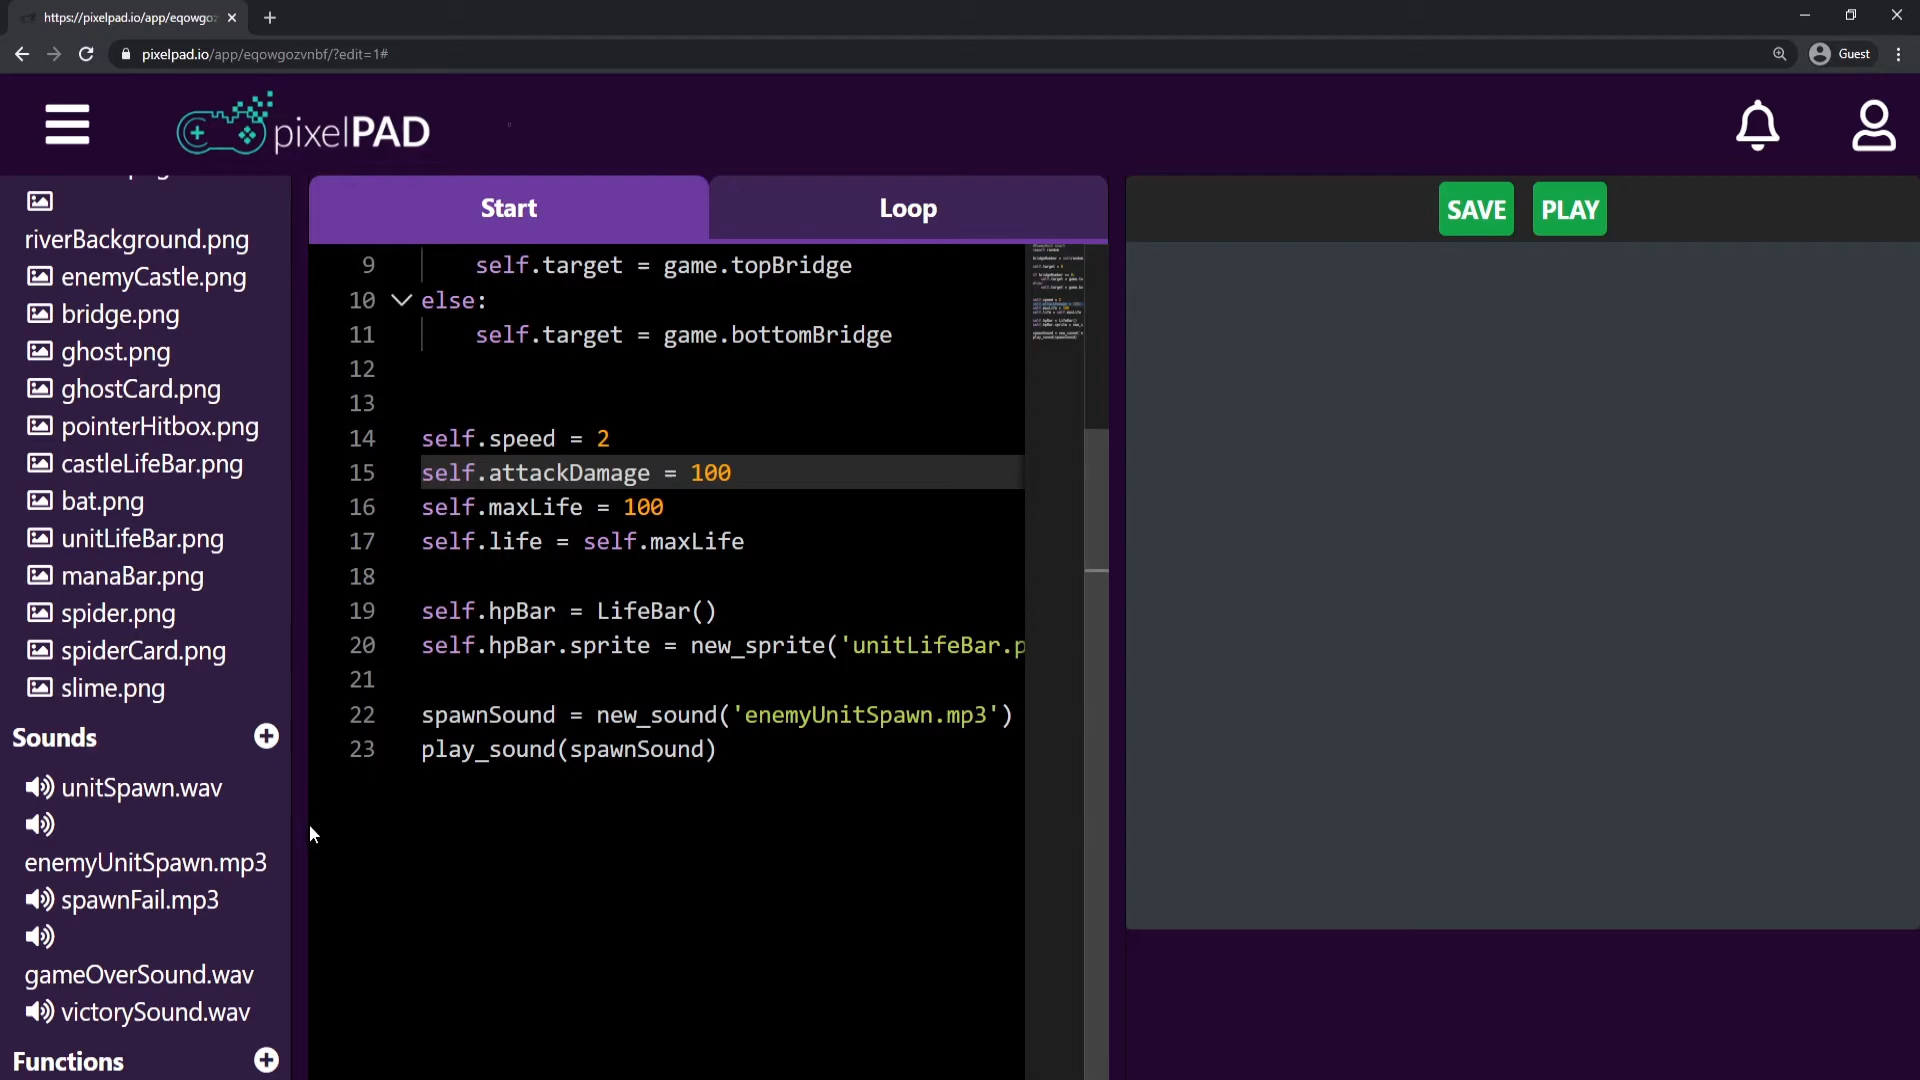 https://pixelpad.io/app/eqowgoz
pixelpad.io/app/eqowgozvnbf/?edit=1#
Guest
pixelPAD
riverBackground.png
enemyCastle.png
bridge.png
ghost.png
ghostCard.png
pointerHitbox.png
castleLifeBar.png
bat.png
unitLifeBar.png
manaBar.png
spider.png
spiderCard.png
slime.png
Sounds
unitSpawn.wav
enemyUnitSpawn.mp3
spawnFail.mp3
gameOverSound.wav
victorySound.wav
Functions
Start
Loop
9 self.target = game.topBridge
10 else:
11 self.target = game.bottomBridge
12
13
14 self.speed = 2
15 self.attackDamage = 100
16 self.maxLife = 100
17 self.life = self.maxLife
18
19 self.hpBar = LifeBar()
20 self.hpBar.sprite = new_sprite('unitLifeBar.p
21
22 spawnSound = new_sound('enemyUnitSpawn.mp3')
23 play_sound(spawnSound)
SAVE
PLAY